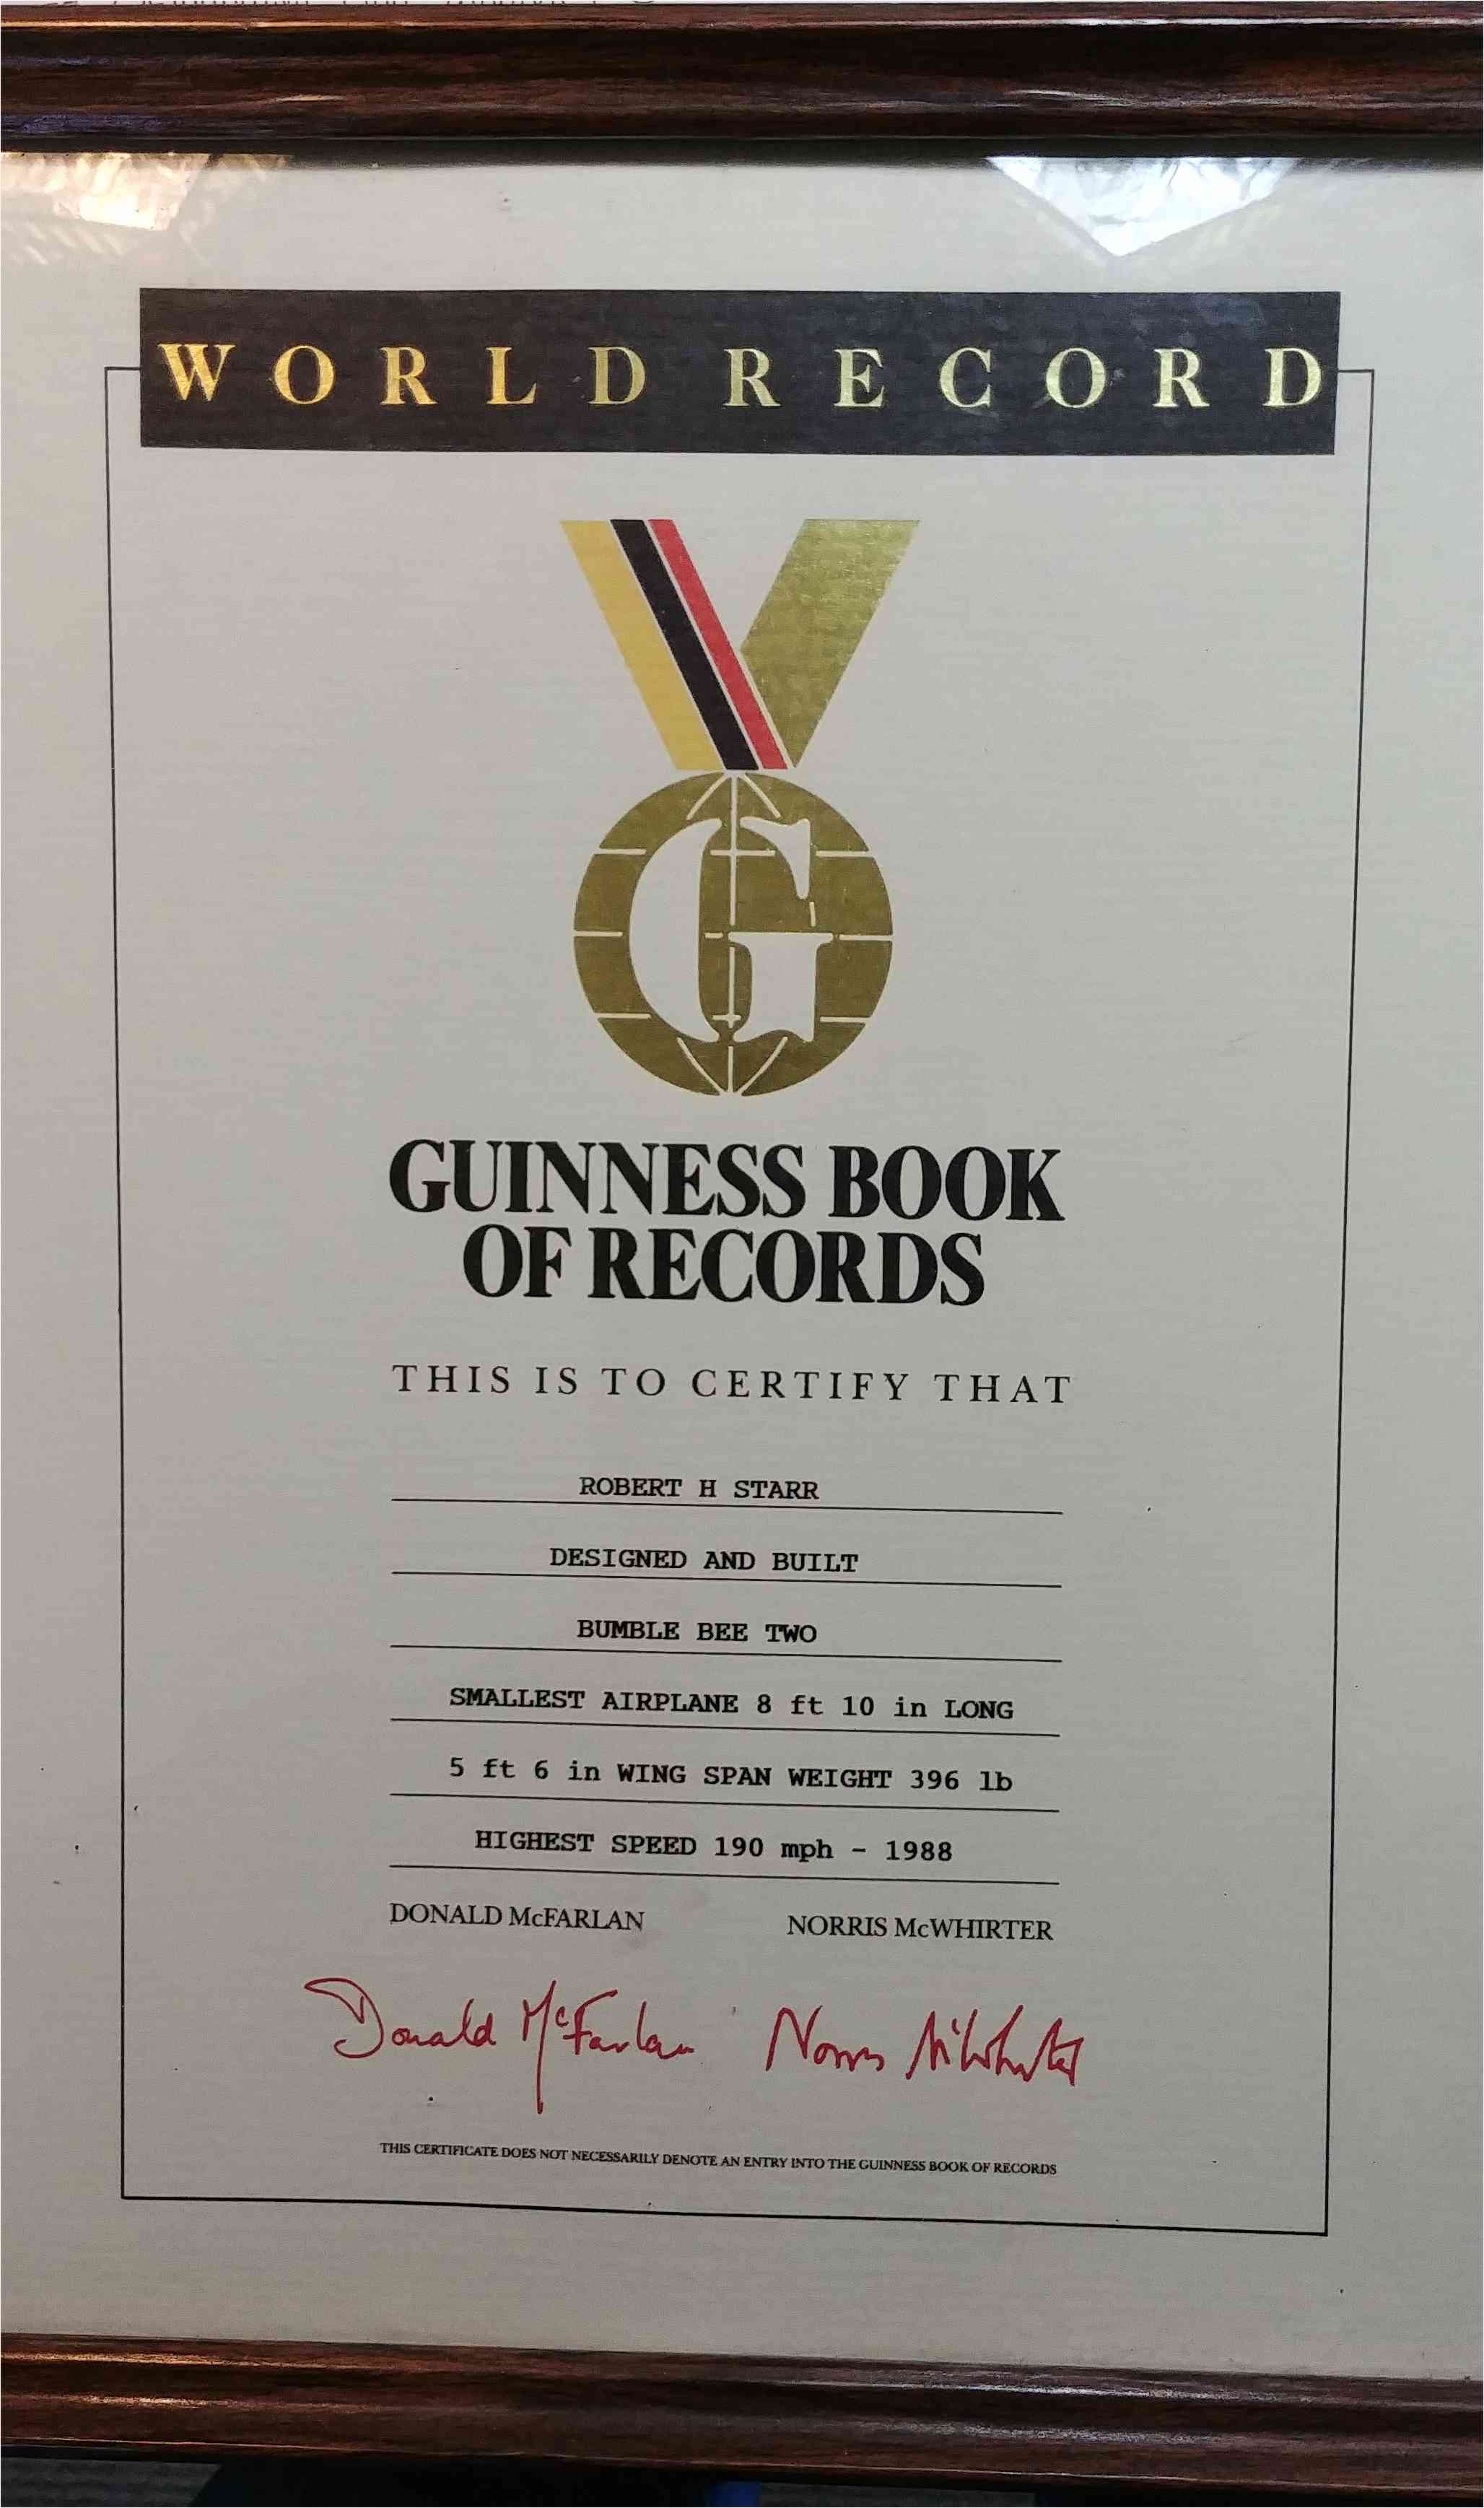 WORLD RECORD
G
GUINNESS BOOK
OF RECORDS
THIS IS TO CERTIFY THAT
ROBERT H STARR
DESIGNED AND BUILT
BUMBLE BEE TWO
SMALLEST AIRPLANE 8 ft 10 in LONG
5 ft 6 in WING SPAN WEIGHT 396 lb
HIGHEST SPEED 190 mph - 1988
DONALD McFARLAN NORRIS McWHIRTER
Donald McFarlan Norris McWhirter
THIS CERTIFICATE DOES NOT NECESSARILY DENOTE AN ENTRY INTO THE GUINNESS BOOK OF RECORDS